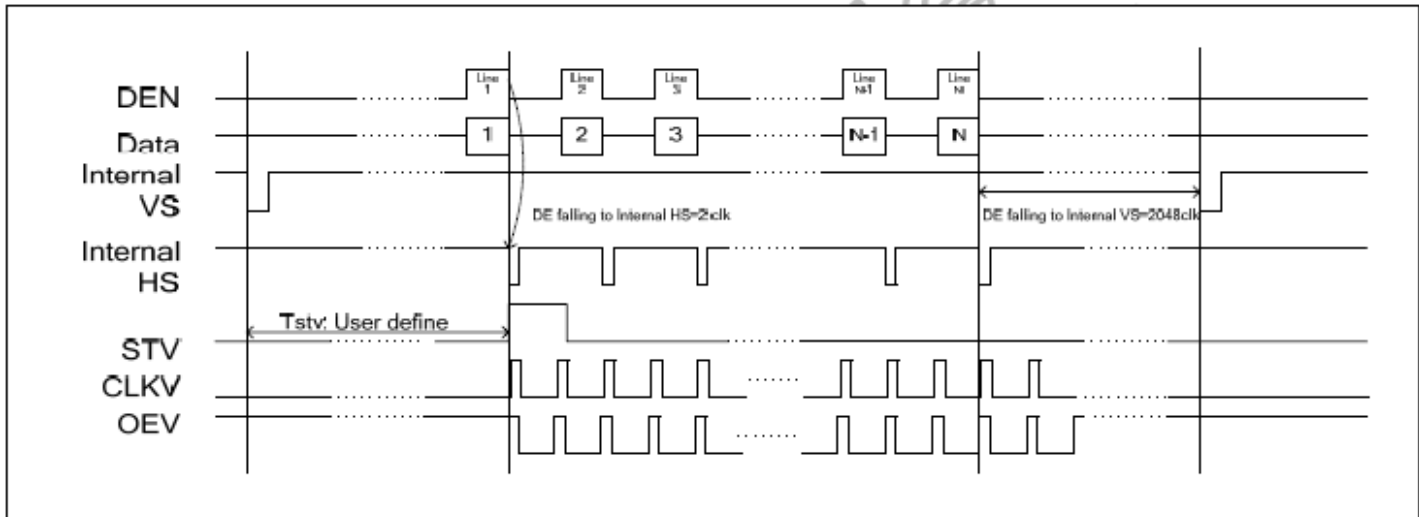 DEN
Line 1
Line 2
Line 3
Line N-1
Line N
Data
1
2
3
N-1
N
Internal VS
DE falling to Internal HS=2clk
DE falling to Internal VS=2048clk
Internal HS
Tstv: User define
STV
CLKV
OEV